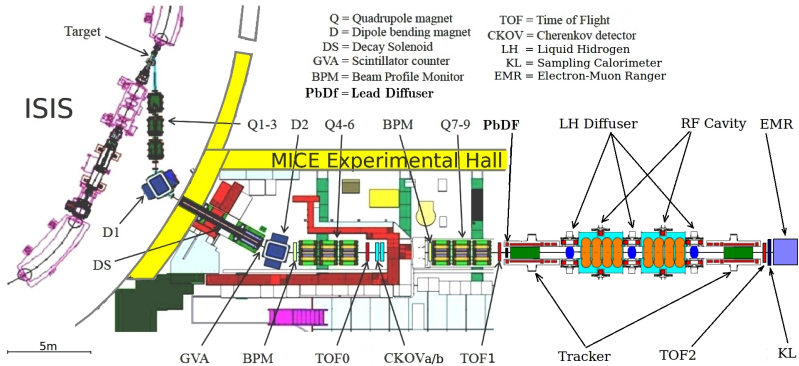 Q = Quadrupole magnet
D = Dipole bending magnet
DS = Decay Solenoid
GVA = Scintillator counter
BPM = Beam Profile Monitor
PbDf = Lead Diffuser
TOF = Time of Flight
CKOV = Cherenkov detector
LH = Liquid Hidrogen
KL = Sampling Calorimeter
EMR = Electron-Muon Ranger
Target
ISIS
Q1-3 D2 Q4-6 BPM Q7-9 PbDF LH Diffuser RF Cavity EMR
MICE Experimental Hall
D1
DS
5m
GVA BPM TOF0 CKOVa/b TOF1 Tracker TOF2 KL